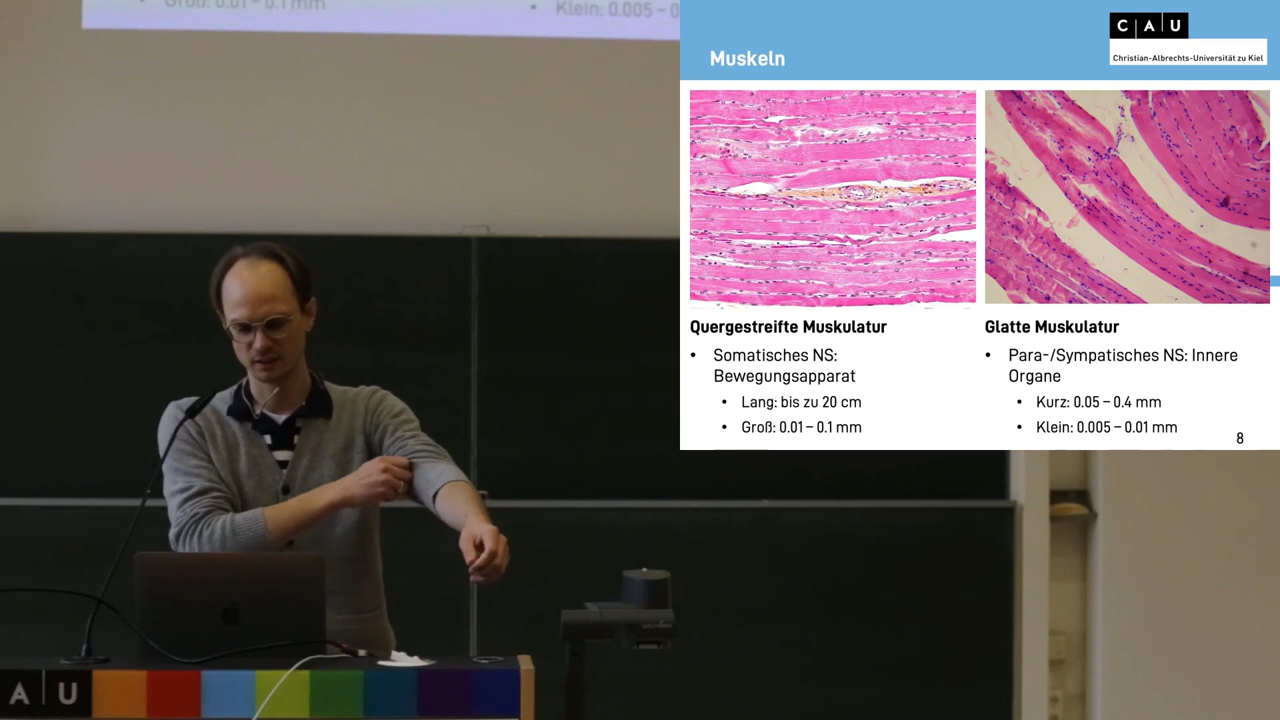 Groß: 0.01 – 0.1 mm
Klein: 0.005 – 0
C A U
Christian-Albrechts-Universität zu Kiel
Muskeln
Quergestreifte Muskulatur
• Somatisches NS:
Bewegungsapparat
• Lang: bis zu 20 cm
• Groß: 0.01 – 0.1 mm
Glatte Muskulatur
• Para-/Sympatisches NS: Innere
Organe
• Kurz: 0.05 – 0.4 mm
• Klein: 0.005 – 0.01 mm
8
A U